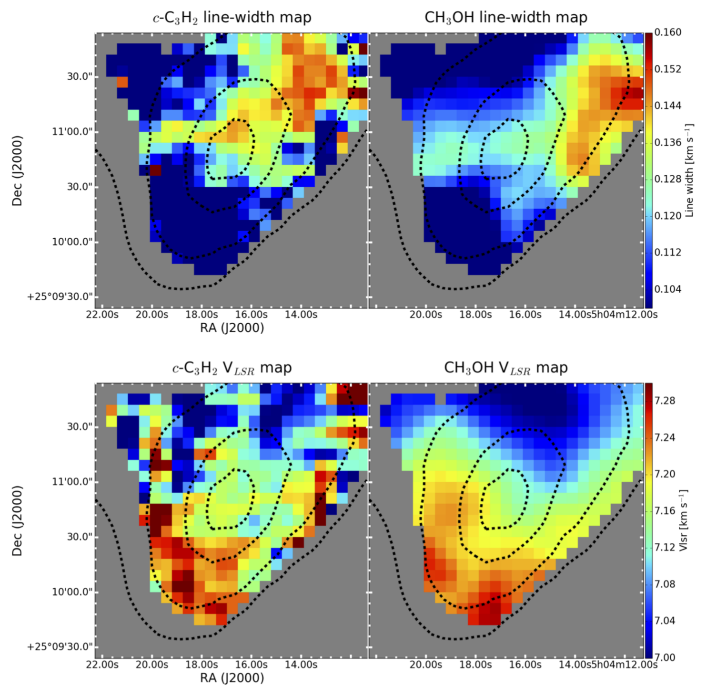 c-C₃H₂ line-width map
CH₃OH line-width map
Dec (J2000)
30.0"
11'00.0"
30.0"
10'00.0"
+25°09'30.0"
22.00s 20.00s 18.00s 16.00s 14.00s
RA (J2000)
20.00s 18.00s 16.00s 14.00s 5h04m12.00s
0.160
0.152
0.144
0.136
0.128
0.120
0.112
0.104
Line width [km s⁻¹]
c-C₃H₂ V_LSR map
CH₃OH V_LSR map
Dec (J2000)
30.0"
11'00.0"
30.0"
10'00.0"
+25°09'30.0"
22.00s 20.00s 18.00s 16.00s 14.00s
RA (J2000)
20.00s 18.00s 16.00s 14.00s 5h04m12.00s
7.28
7.24
7.20
7.16
7.12
7.08
7.04
7.00
Vlsr [km s⁻¹]